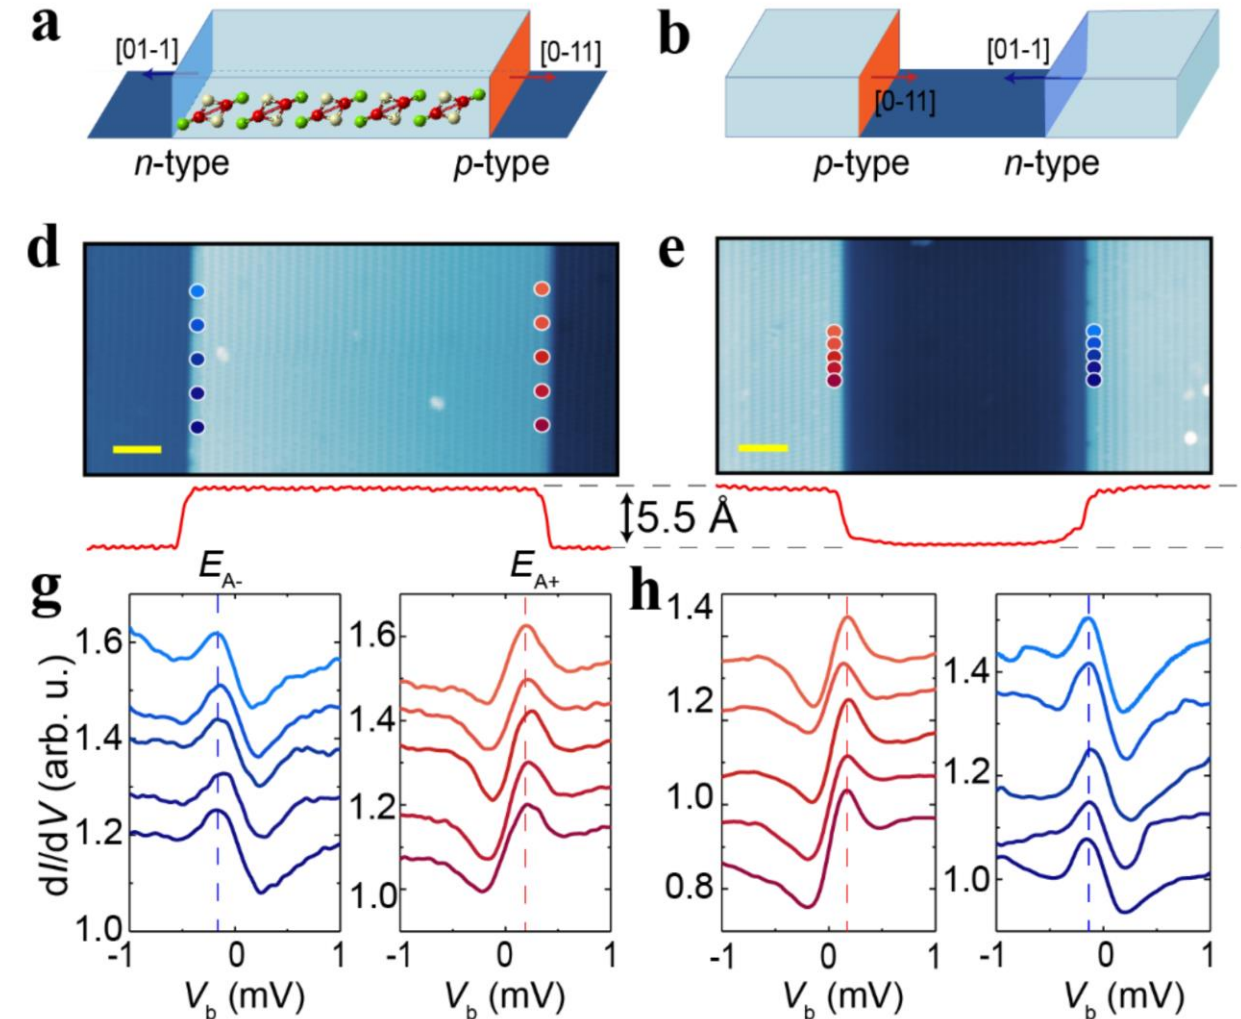 a
[01-1]
[0-11]
n-type
p-type
b
[01-1]
[0-11]
p-type
n-type
d
e
5.5 Å
E_A-
E_A+
g
h
dI/dV (arb. u.)
1.6
1.4
1.2
1.0
-1 0 1
V_b (mV)
1.6
1.4
1.2
1.0
-1 0 1
V_b (mV)
1.4
1.2
1.0
0.8
-1 0 1
V_b (mV)
1.4
1.2
1.0
-1 0 1
V_b (mV)